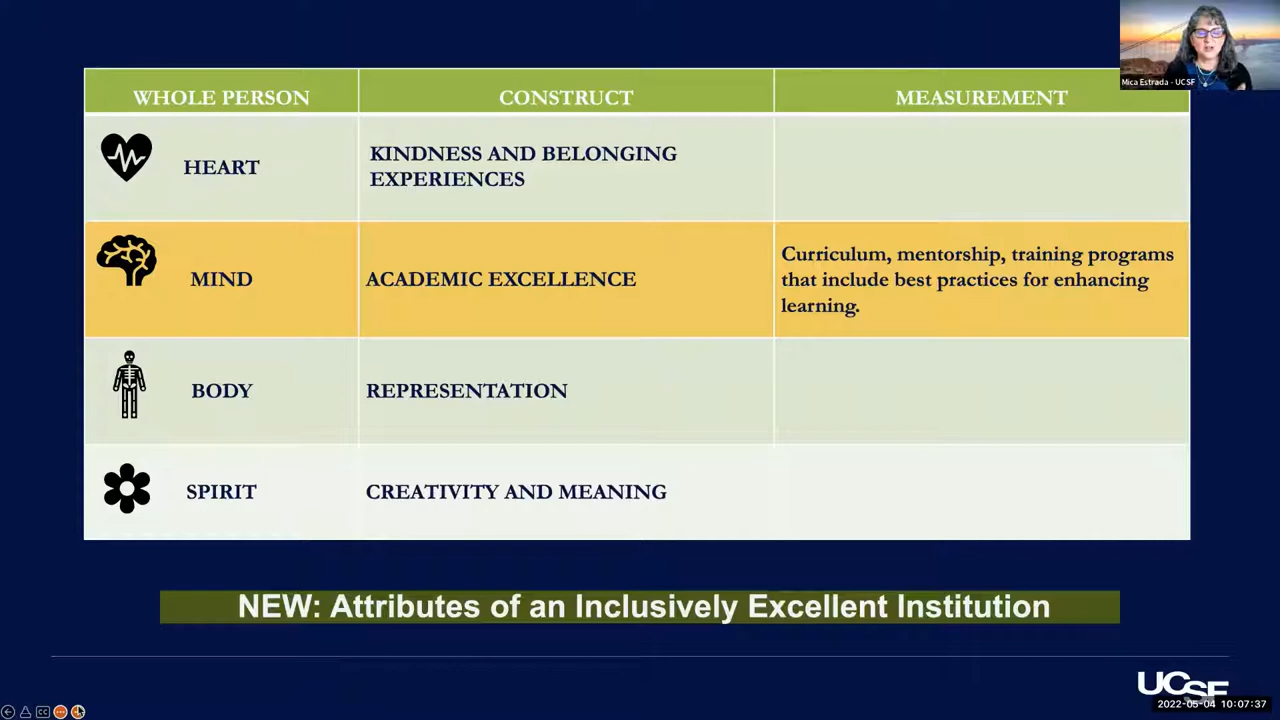 Mica Estrada - UCSF
WHOLE PERSON
CONSTRUCT
MEASUREMENT
HEART
KINDNESS AND BELONGING
EXPERIENCES
MIND
ACADEMIC EXCELLENCE
Curriculum, mentorship, training programs
that include best practices for enhancing
learning.
BODY
REPRESENTATION
SPIRIT
CREATIVITY AND MEANING
NEW: Attributes of an Inclusively Excellent Institution
UCSF
2022-05-04 10:07:37
CC